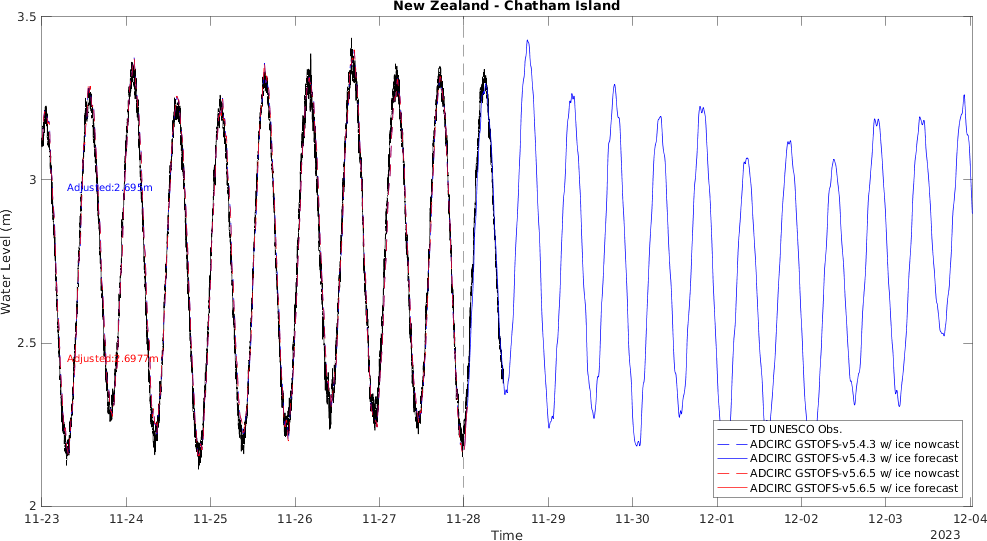 New Zealand - Chatham Island
3.5
3
2.5
2
Water Level (m)
Adjusted:2.695m
Adjusted:2.6977m
TD UNESCO Obs.
ADCIRC GSTOFS-v5.4.3 w/ ice nowcast
ADCIRC GSTOFS-v5.4.3 w/ ice forecast
ADCIRC GSTOFS-v5.6.5 w/ ice nowcast
ADCIRC GSTOFS-v5.6.5 w/ ice forecast
11-23 11-24 11-25 11-26 11-27 11-28 11-29 11-30 12-01 12-02 12-03 12-04
Time
2023